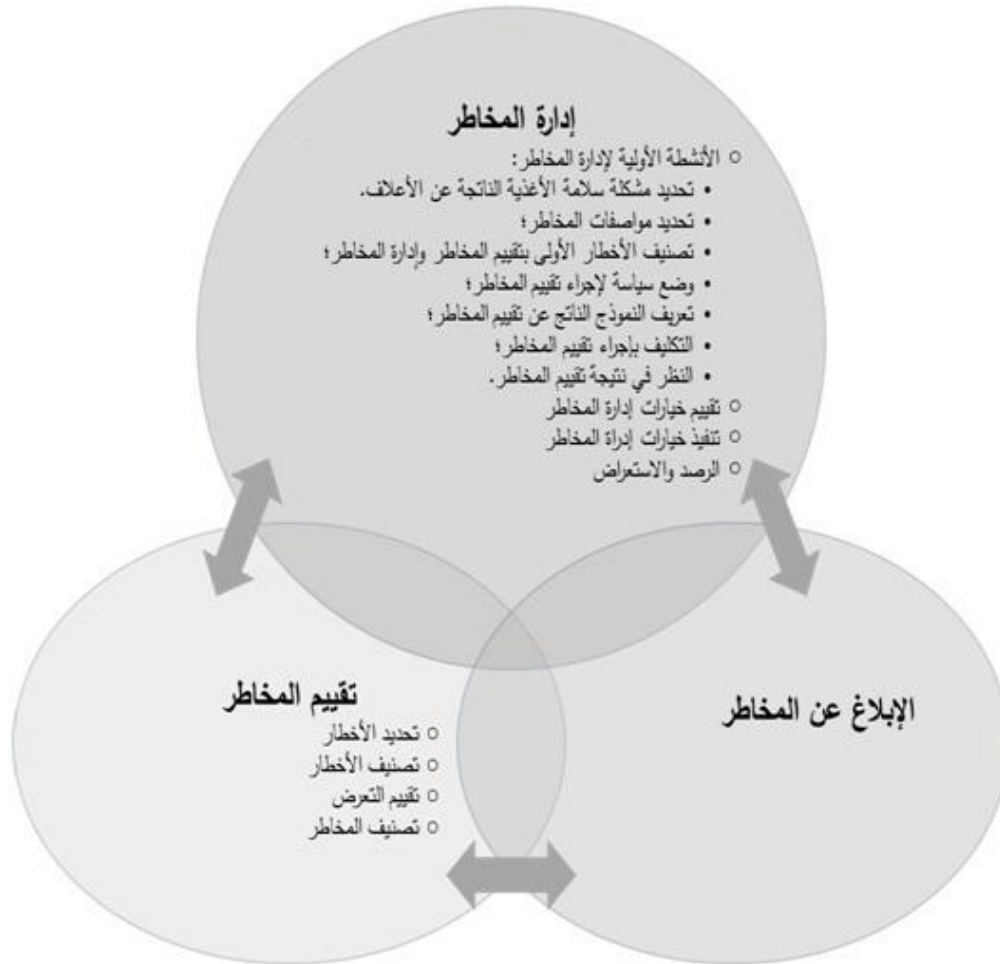 إدارة المخاطر
○ الأنشطة الأولية لإدارة المخاطر:
• تحديد مشكلة سلامة الأغذية الناتجة عن الأعلاف.
• تحديد مواصفات المخاطر؛
• تصنيف الأخطار الأولى بتقييم المخاطر وإدارة المخاطر؛
• وضع سياسة لإجراء تقييم المخاطر؛
• تعريف النموذج الناتج عن تقييم المخاطر؛
• التكليف بإجراء تقييم المخاطر؛
• النظر في نتيجة تقييم المخاطر.
○ تقييم خيارات إدارة المخاطر
○ تنفيذ خيارات إدراة المخاطر
○ الرصد والاستعراض
الإبلاغ عن المخاطر
تقييم المخاطر
○ تحديد الأخطار
○ تصنيف الأخطار
○ تقييم التعرض
○ تصنيف المخاطر